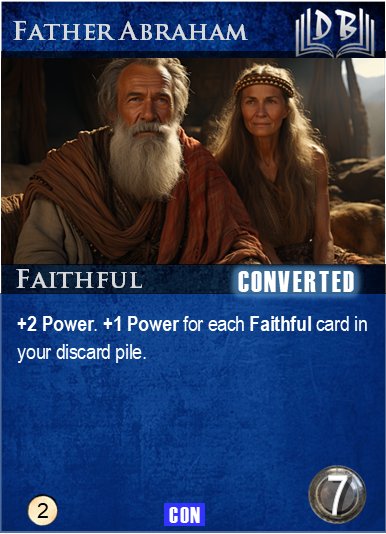 Father Abraham
DB
Faithful
CONVERTED
+2 Power. +1 Power for each Faithful card in
your discard pile.
2
CON
7